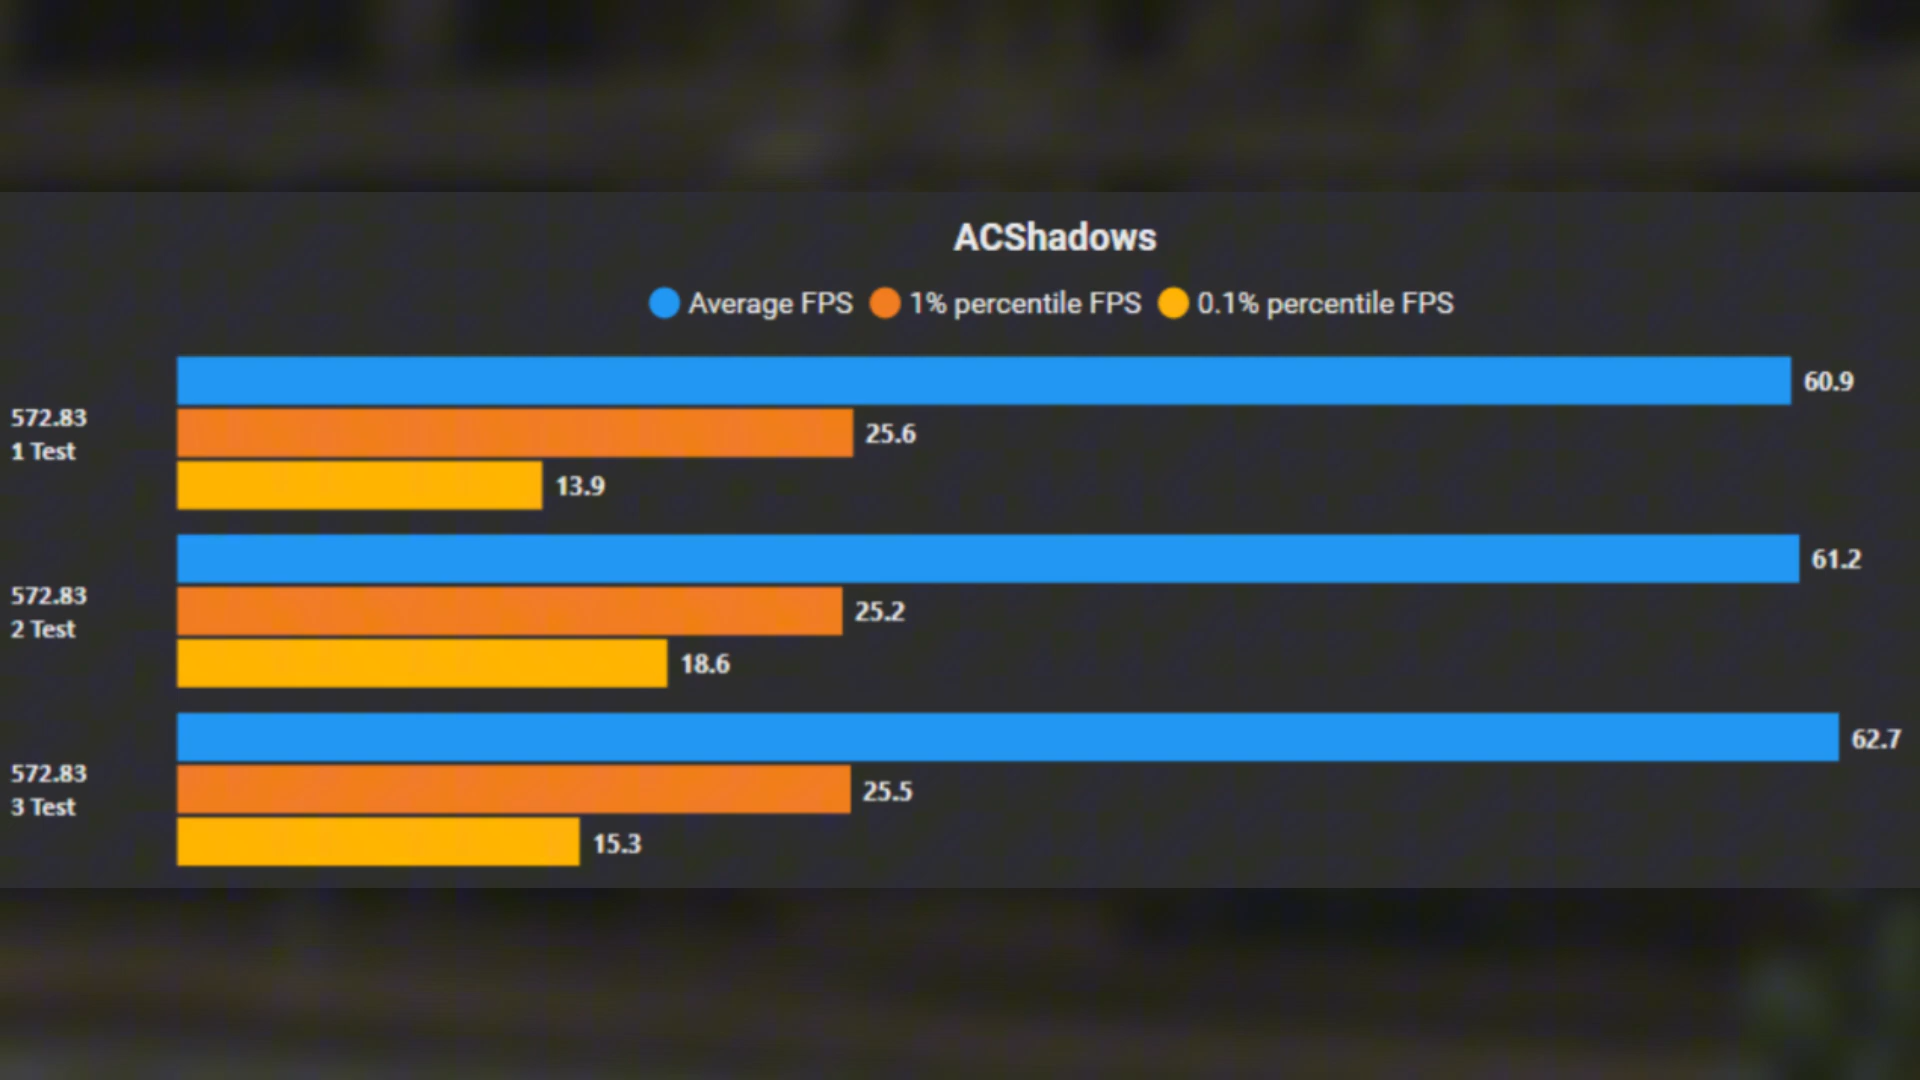 ACShadows
Average FPS 1% percentile FPS 0.1% percentile FPS
60.9
572.83
1 Test
25.6
13.9
61.2
572.83
2 Test
25.2
18.6
62.7
572.83
3 Test
25.5
15.3